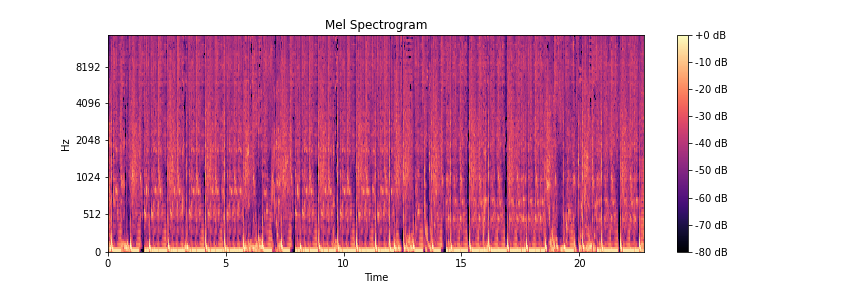 Mel Spectrogram
8192
4096
2048
1024
512
0
Hz
0 5 10 15 20
Time
+0 dB
-10 dB
-20 dB
-30 dB
-40 dB
-50 dB
-60 dB
-70 dB
-80 dB